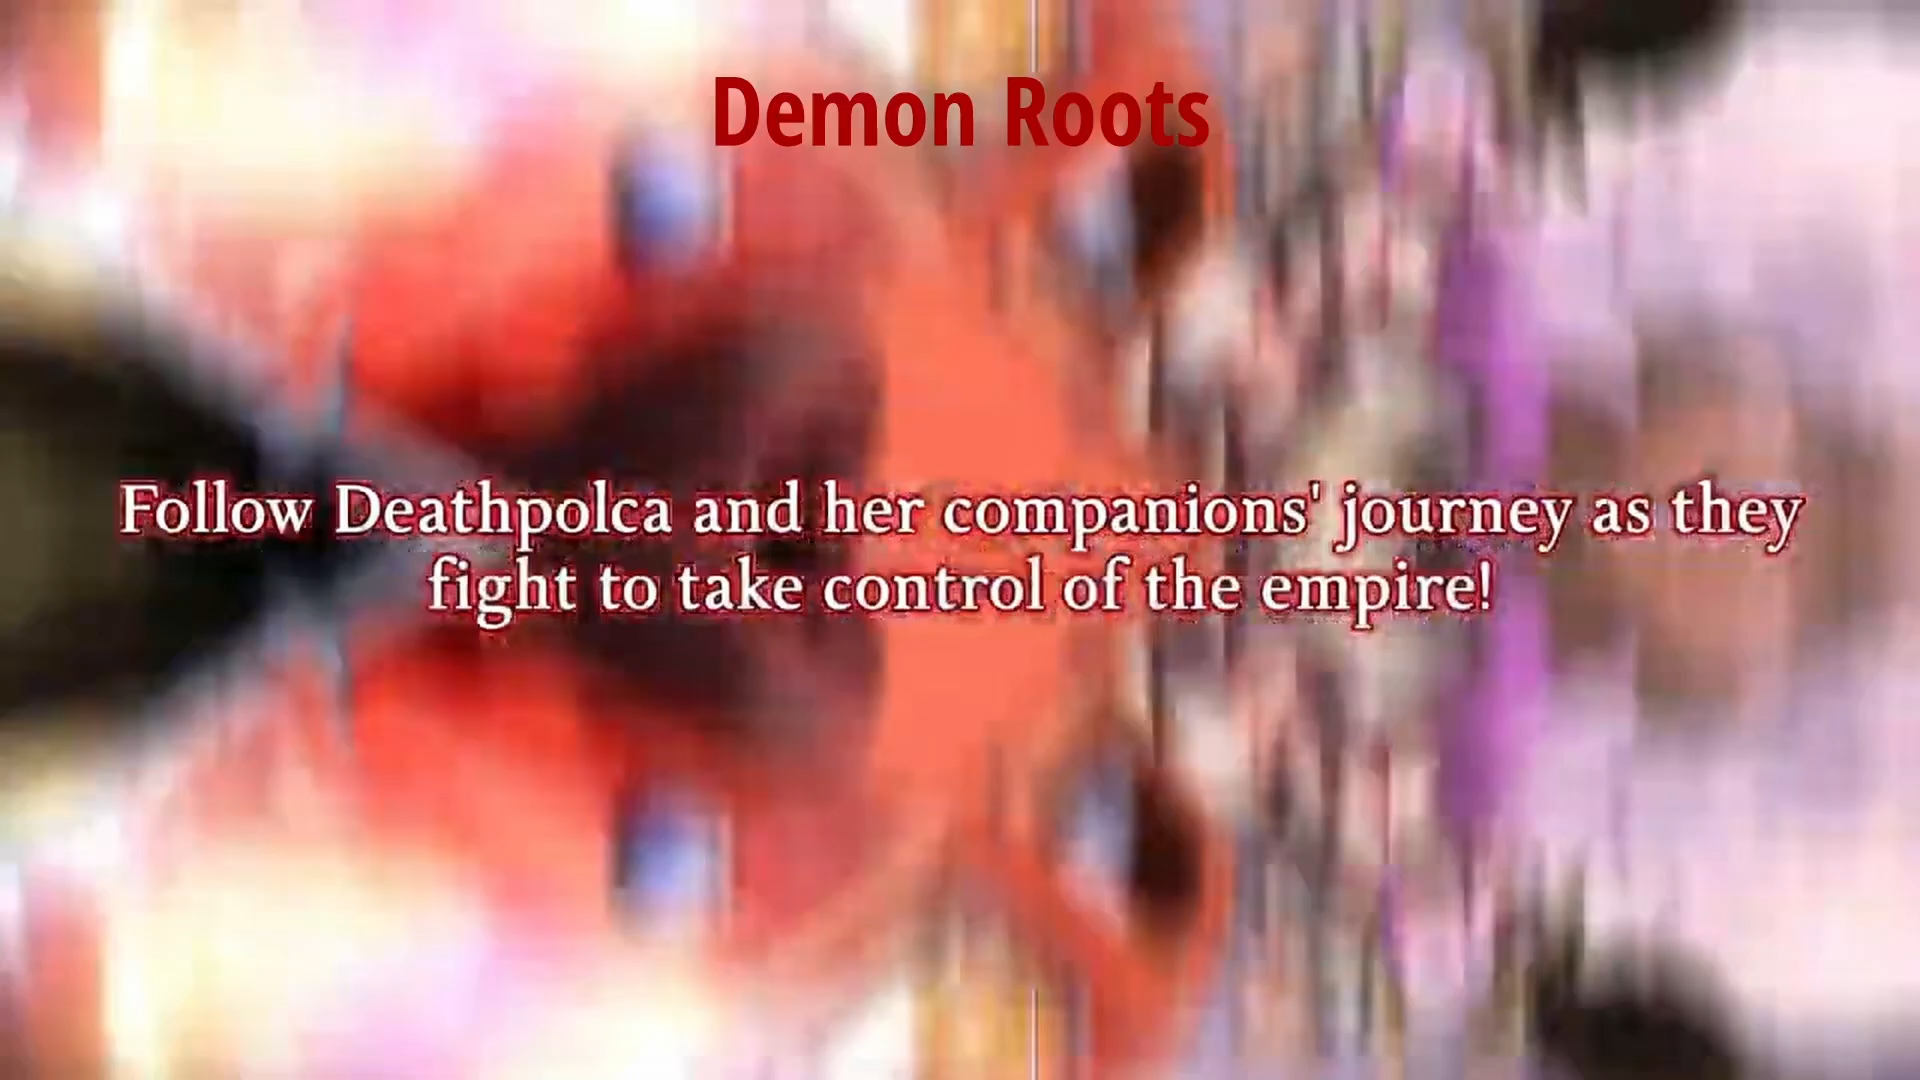 Demon Roots
Follow Deathpolca and her companions' journey as they
fight to take control of the empire!